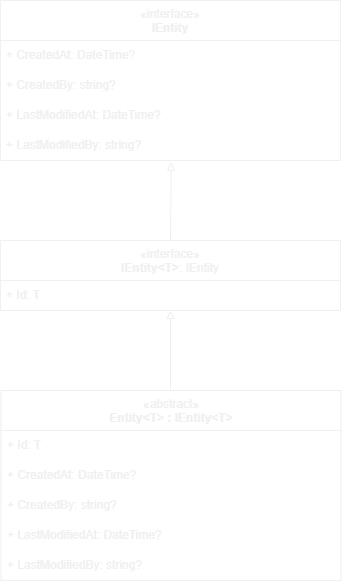 «interface»
IEntity
+ CreatedAt: DateTime?
+ CreatedBy: string?
+ LastModifiedAt: DateTime?
+ LastModifiedBy: string?
«interface»
IEntity<T>: IEntity
+ Id: T
«abstract»
Entity<T> : IEntity<T>
+ Id: T
+ CreatedAt: DateTime?
+ CreatedBy: string?
+ LastModifiedAt: DateTime?
+ LastModifiedBy: string?